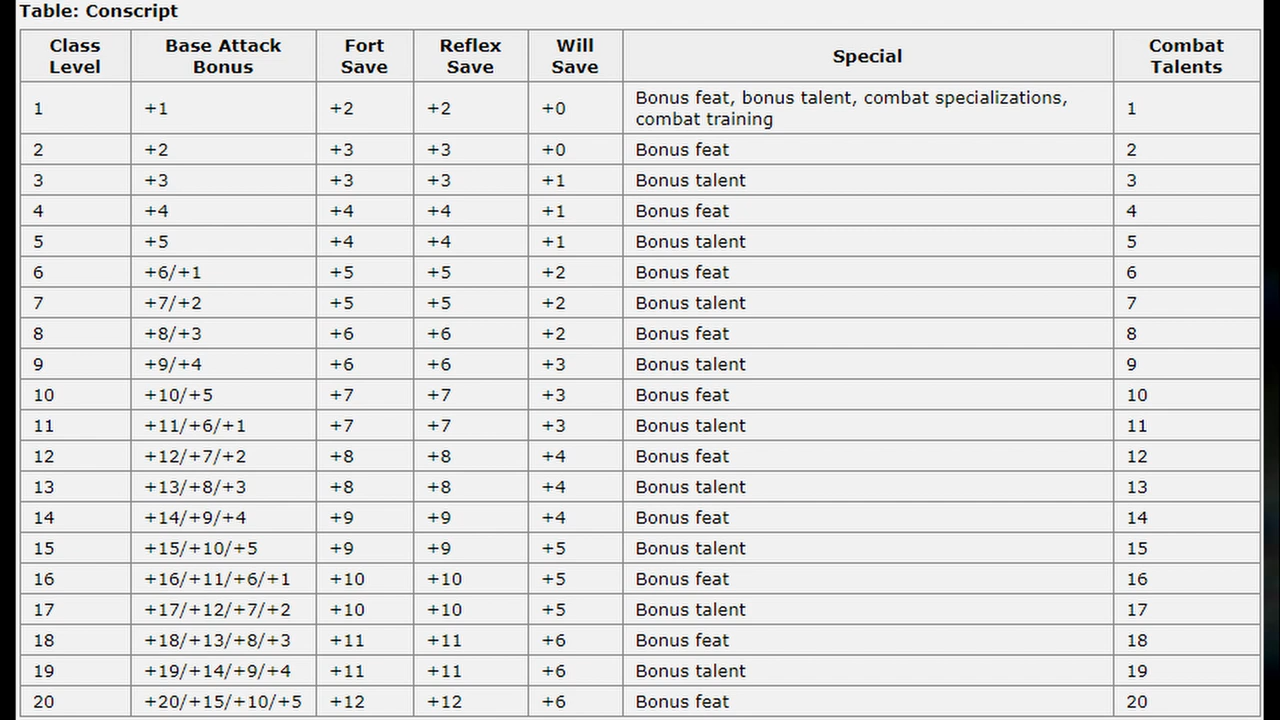 Table: Conscript
Class Level Base Attack Bonus Fort Save Reflex Save Will Save Special Combat Talents
1 +1 +2 +2 +0 Bonus feat, bonus talent, combat specializations, combat training 1
2 +2 +3 +3 +0 Bonus feat 2
3 +3 +3 +3 +1 Bonus talent 3
4 +4 +4 +4 +1 Bonus feat 4
5 +5 +4 +4 +1 Bonus talent 5
6 +6/+1 +5 +5 +2 Bonus feat 6
7 +7/+2 +5 +5 +2 Bonus talent 7
8 +8/+3 +6 +6 +2 Bonus feat 8
9 +9/+4 +6 +6 +3 Bonus talent 9
10 +10/+5 +7 +7 +3 Bonus feat 10
11 +11/+6/+1 +7 +7 +3 Bonus talent 11
12 +12/+7/+2 +8 +8 +4 Bonus feat 12
13 +13/+8/+3 +8 +8 +4 Bonus talent 13
14 +14/+9/+4 +9 +9 +4 Bonus feat 14
15 +15/+10/+5 +9 +9 +5 Bonus talent 15
16 +16/+11/+6/+1 +10 +10 +5 Bonus feat 16
17 +17/+12/+7/+2 +10 +10 +5 Bonus talent 17
18 +18/+13/+8/+3 +11 +11 +6 Bonus feat 18
19 +19/+14/+9/+4 +11 +11 +6 Bonus talent 19
20 +20/+15/+10/+5 +12 +12 +6 Bonus feat 20